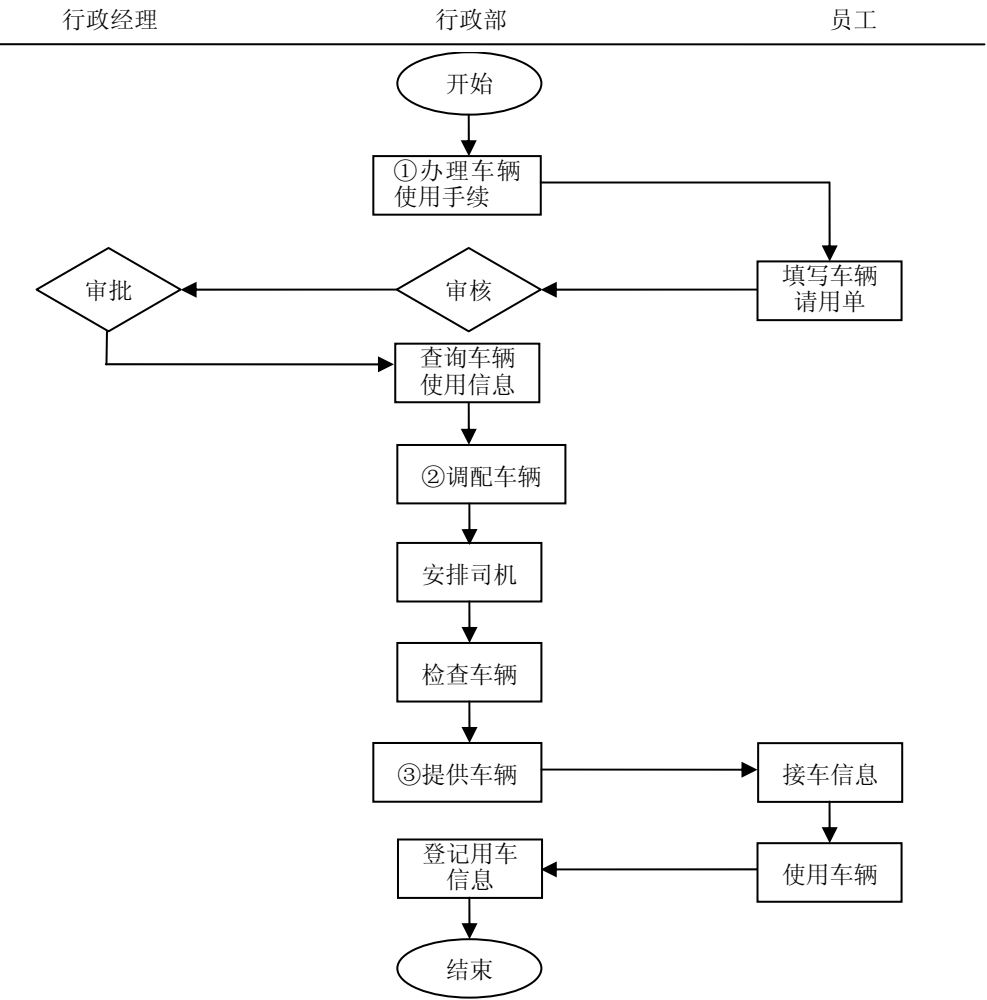 行政经理
行政部
员工
开始
①办理车辆
使用手续
填写车辆
请用单
审核
审批
查询车辆
使用信息
②调配车辆
安排司机
检查车辆
③提供车辆
接车信息
使用车辆
登记用车
信息
结束